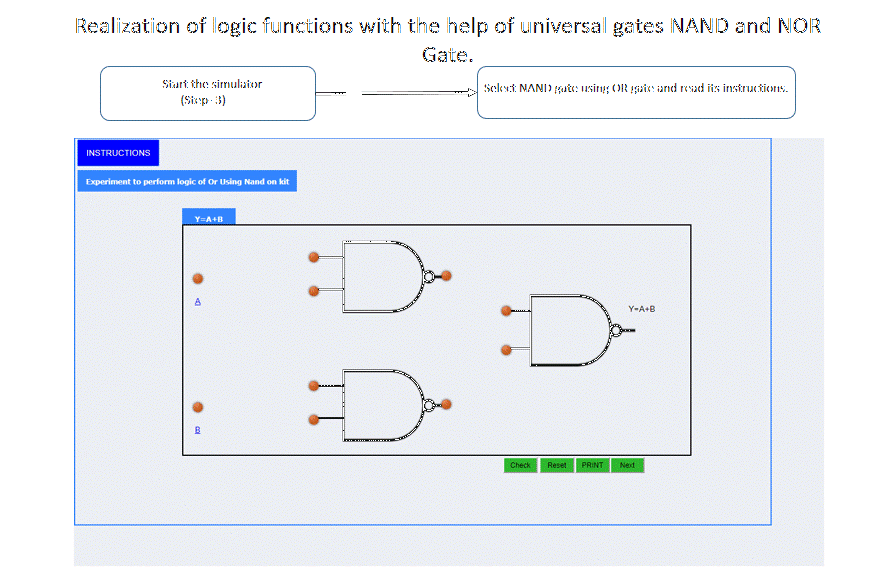 Realization of logic functions with the help of universal gates NAND and NOR
Gate.
Start the simulator
(Step-3)
Select NAND gate using OR gate and read its instructions.
INSTRUCTIONS
Experiment to perform logic of Or Using Nand on kit
Y=A+B
A
Y=A+B
B
Check
Reset
PRINT
Next